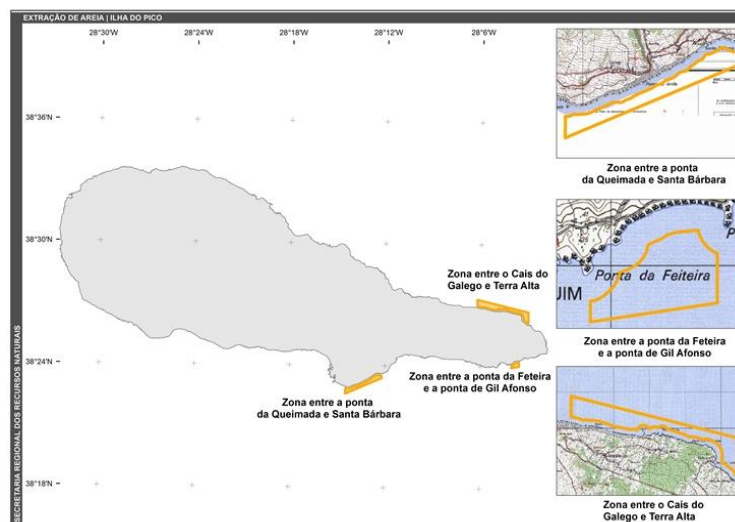 EXTRAÇÃO DE AREIA | ILHA DO PICO
28°30'W
28°24'W
28°18'W
28°12'W
28°6'W
38°36'N
38°30'N
38°24'N
38°18'N
Zona entre o Cais do
Galego e Terra Alta
Zona entre a ponta da Feteira
e a ponta de Gil Afonso
Zona entre a ponta
da Queimada e Santa Bárbara
Zona entre a ponta
da Queimada e Santa Bárbara
Ponta da Feiteira
JIM
Zona entre a ponta da Feteira
e a ponta de Gil Afonso
Zona entre o Cais do
Galego e Terra Alta
SECRETARIA REGIONAL DOS RECURSOS NATURAIS